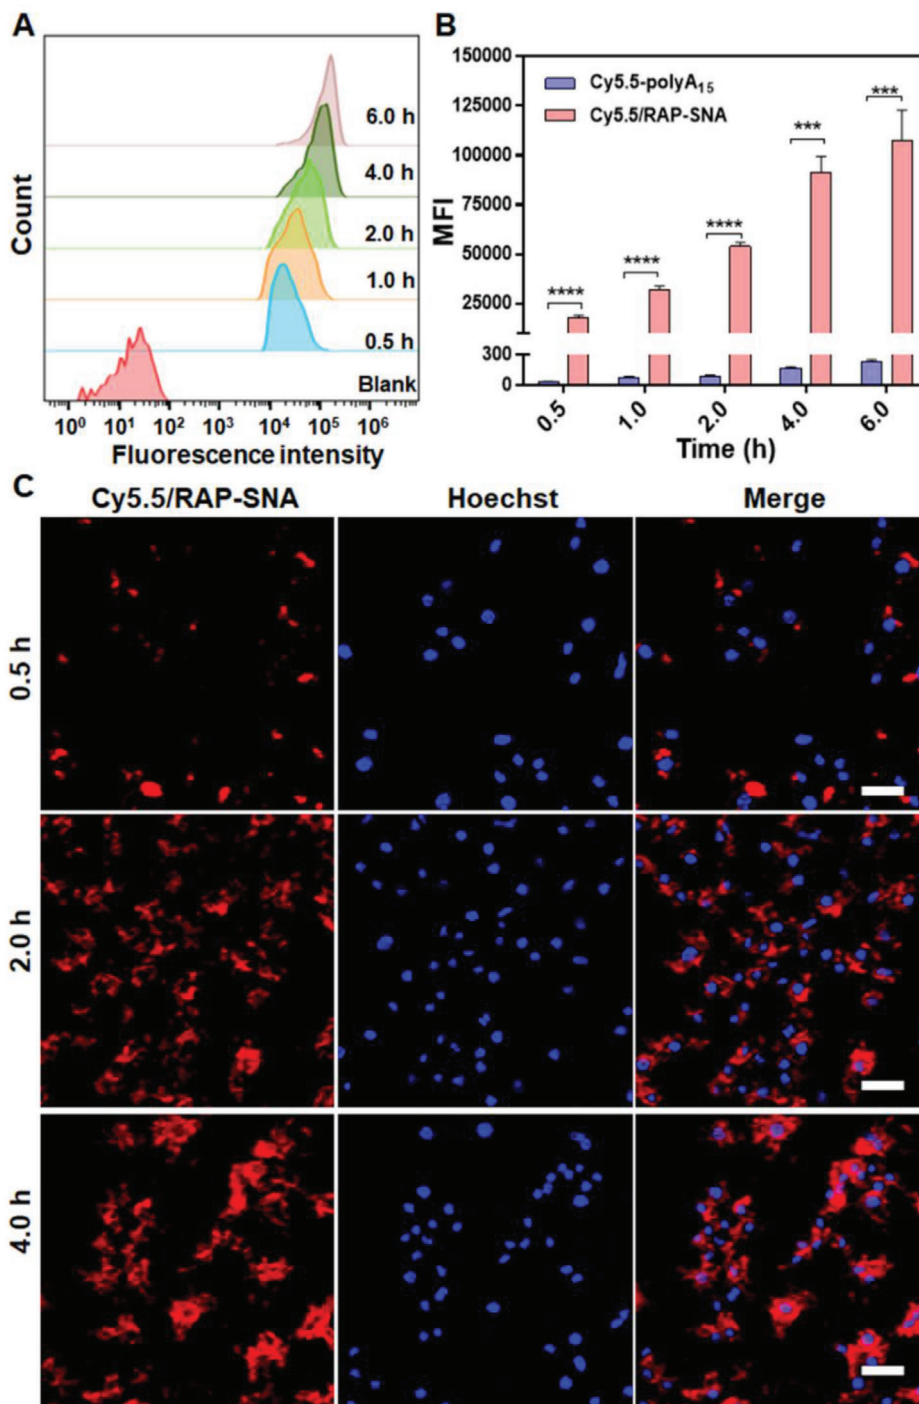 A
Count
6.0 h
4.0 h
2.0 h
1.0 h
0.5 h
Blank
10⁰ 10¹ 10² 10⁴ 10⁵ 10⁶
Fluorescence intensity
B
MFI
150000
125000
100000
75000
50000
25000
300
0
Cy5.5-polyA₁₅
Cy5.5/RAP-SNA
****
****
****
***
***
0.5 1.0 2.0 4.0 6.0
Time (h)
C
Cy5.5/RAP-SNA Hoechst Merge
0.5 h
2.0 h
4.0 h